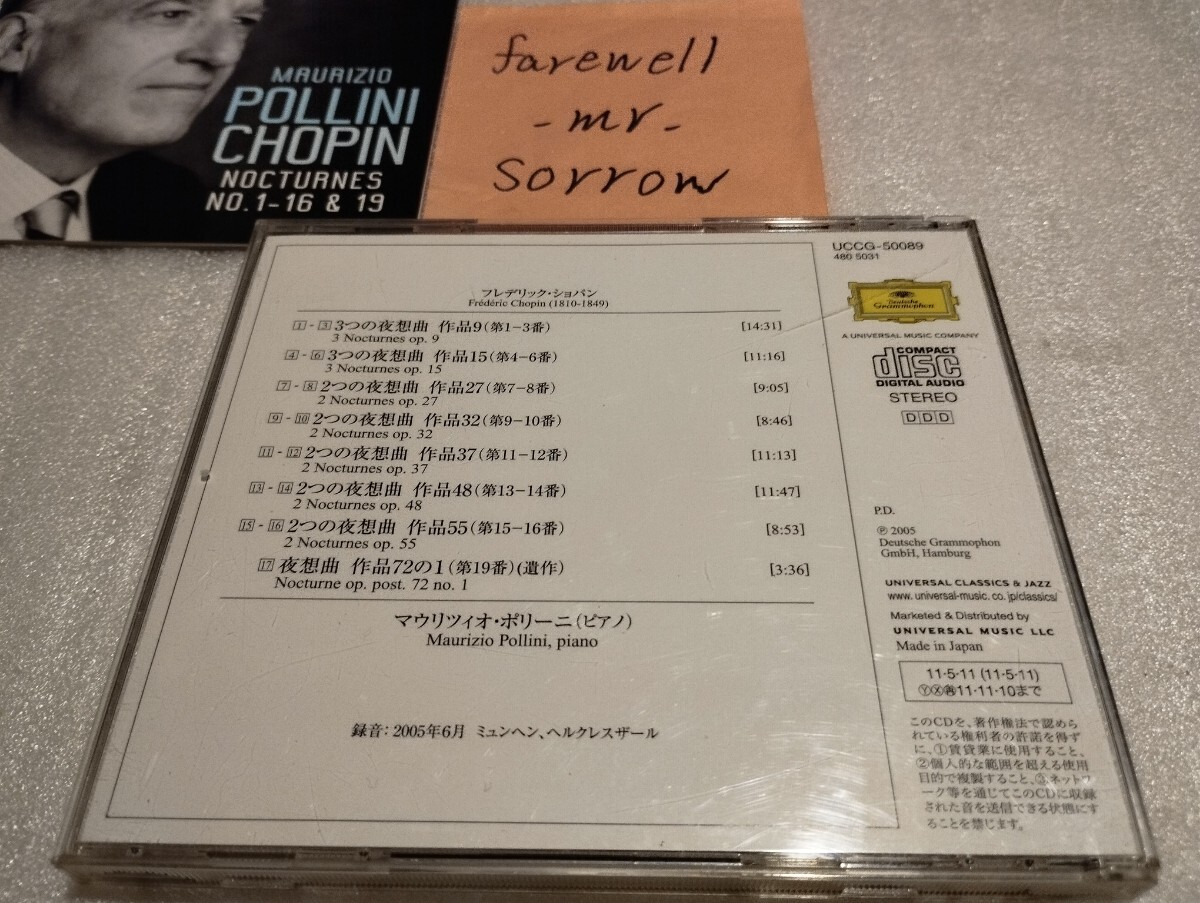 MAURIZIO
POLLINI
CHOPIN
NOCTURNES
NO.1-16 & 19
farewell
-mr-
Sorrow
フレデリック・ショパン
Frédéric Chopin (1810-1849)
1 - 3 3つの夜想曲 作品9(第1-3番) [14:31]
3 Nocturnes op. 9
4 - 6 3つの夜想曲 作品15(第4-6番) [11:16]
3 Nocturnes op. 15
7 - 8 2つの夜想曲 作品27(第7-8番) [9:05]
2 Nocturnes op. 27
9 - 10 2つの夜想曲 作品32(第9-10番) [8:46]
2 Nocturnes op. 32
11 - 12 2つの夜想曲 作品37(第11-12番) [11:13]
2 Nocturnes op. 37
13 - 14 2つの夜想曲 作品48(第13-14番) [11:47]
2 Nocturnes op. 48
15 - 16 2つの夜想曲 作品55(第15-16番) [8:53]
2 Nocturnes op. 55
17 夜想曲 作品72の1(第19番)(遺作) [3:36]
Nocturne op. post. 72 no. 1
マウリツィオ・ポリーニ(ピアノ)
Maurizio Pollini, piano
録音:2005年6月 ミュンヘン、ヘルクレスザール
UCCG-50089
480 5031
Deutsche
Grammophon
A UNIVERSAL MUSIC COMPANY
COMPACT
disc
DIGITAL AUDIO
STEREO
DDD
P.D.
℗ 2005
Deutsche Grammophon
GmbH, Hamburg
UNIVERSAL CLASSICS & JAZZ
www.universal-music.co.jp/classics/
Marketed & Distributed by
UNIVERSAL MUSIC LLC
Made in Japan
11・5・11 (11・5・11)
ⓎⓍ㊕11・11・10まで
このCDを、著作権法で認めら
れている権利者の許諾を得ず
に、①賃貸業に使用すること、
②個人的な範囲を超える使用
目的で複製すること、③ネットワ
ーク等を通じてこのCDに収録
された音を送信できる状態にす
ることを禁じます。